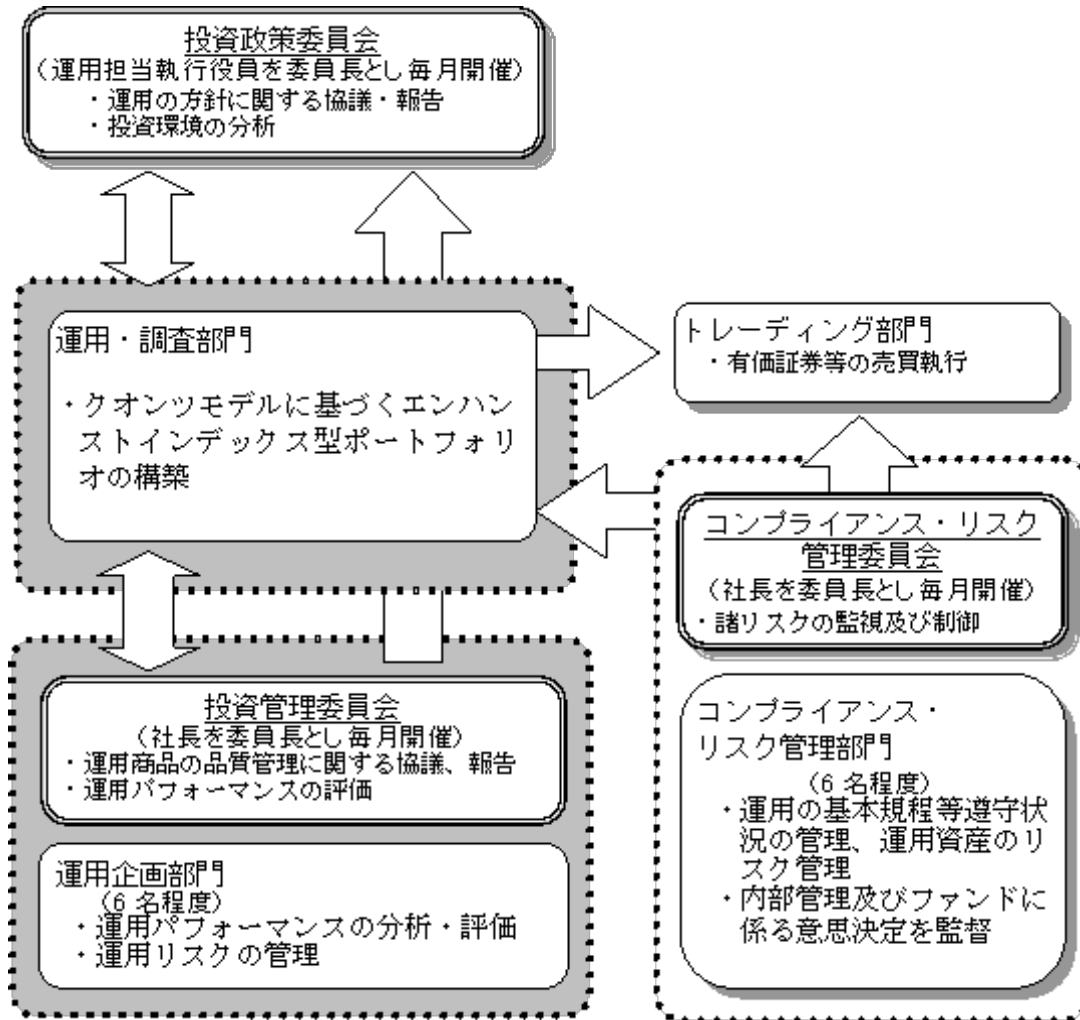 投資政策委員会
（運用担当執行役員を委員長とし毎月開催）
・運用の方針に関する協議・報告
・投資環境の分析
運用・調査部門
・クオンツモデルに基づくエンハン
ストインデックス型ポートフォリ
オの構築
トレーディング部門
・有価証券等の売買執行
コンプライアンス・リスク
管理委員会
（社長を委員長とし毎月開催）
・諸リスクの監視及び制御
投資管理委員会
（社長を委員長とし毎月開催）
・運用商品の品質管理に関する協議、報告
・運用パフォーマンスの評価
運用企画部門
（6 名程度）
・運用パフォーマンスの分析・評価
・運用リスクの管理
コンプライアンス・
リスク管理部門
（6 名程度）
・運用の基本規程等遵守状
況の管理、運用資産のリ
スク管理
・内部管理及びファンドに
係る意思決定を監督